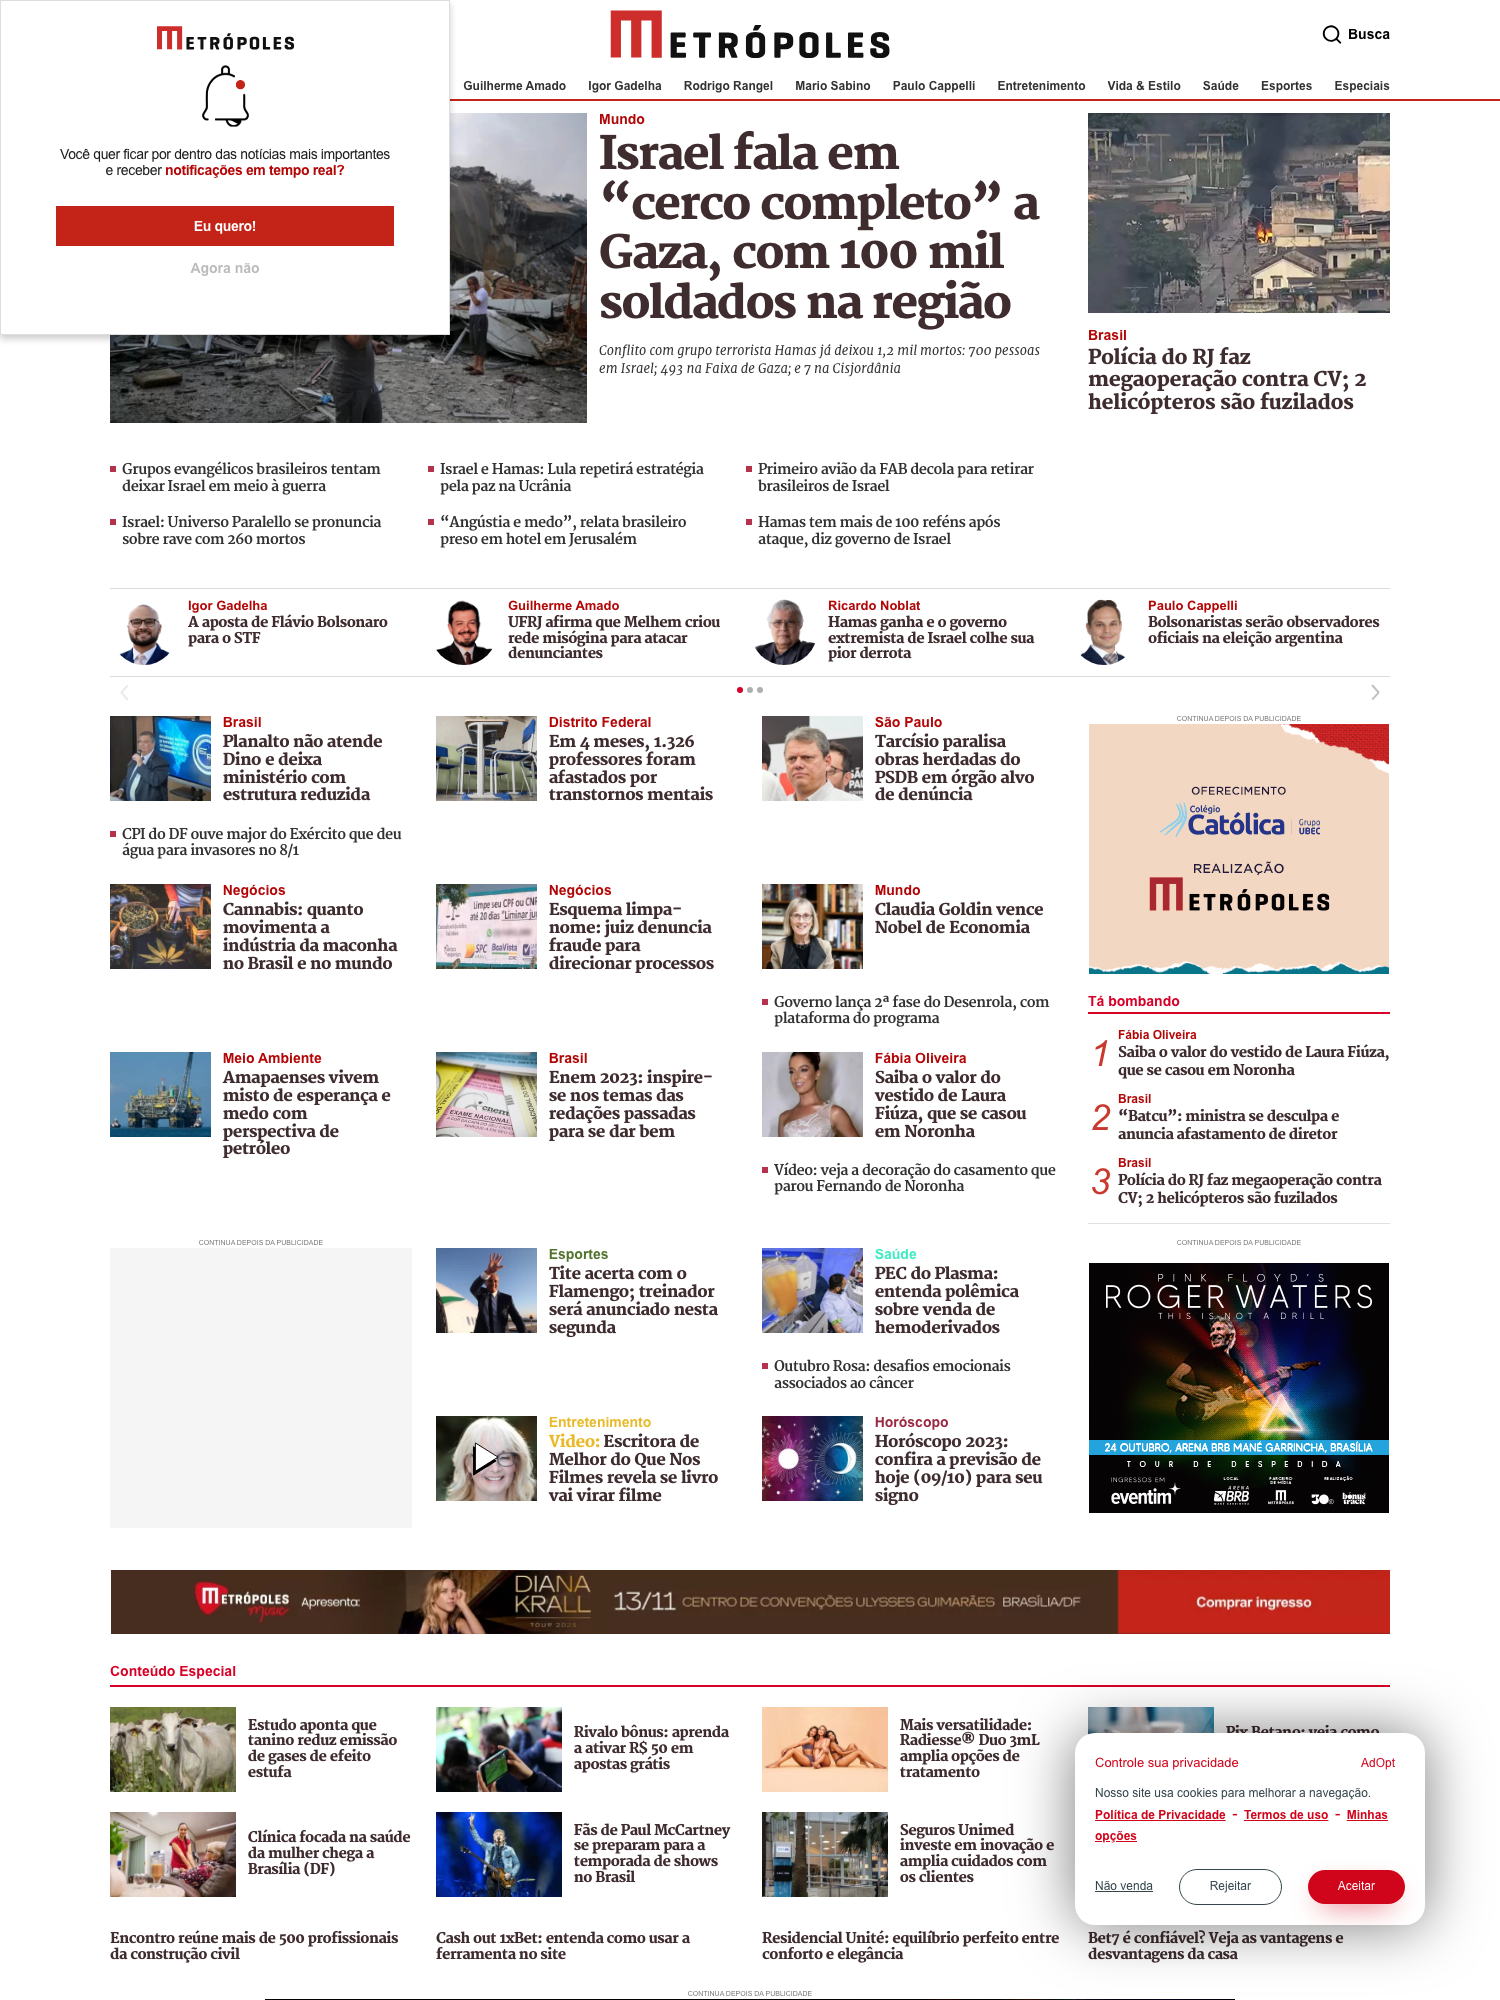 METRÓPOLES
Você quer ficar por dentro das notícias mais importantes
e receber notificações em tempo real?
Eu quero!
Agora não
METRÓPOLES
Busca
Guilherme Amado
Igor Gadelha
Rodrigo Rangel
Mario Sabino
Paulo Cappelli
Entretenimento
Vida & Estilo
Saúde
Esportes
Especiais
Mundo
Israel fala em
“cerco completo” a
Gaza, com 100 mil
soldados na região
Conflito com grupo terrorista Hamas já deixou 1,2 mil mortos: 700 pessoas
em Israel; 493 na Faixa de Gaza; e 7 na Cisjordânia
Brasil
Polícia do RJ faz
megaoperação contra CV; 2
helicópteros são fuzilados
Grupos evangélicos brasileiros tentam
deixar Israel em meio à guerra
Israel e Hamas: Lula repetirá estratégia
pela paz na Ucrânia
Primeiro avião da FAB decola para retirar
brasileiros de Israel
Israel: Universo Paralello se pronuncia
sobre rave com 260 mortos
“Angústia e medo”, relata brasileiro
preso em hotel em Jerusalém
Hamas tem mais de 100 reféns após
ataque, diz governo de Israel
Igor Gadelha
A aposta de Flávio Bolsonaro
para o STF
Guilherme Amado
UFRJ afirma que Melhem criou
rede misógina para atacar
denunciantes
Ricardo Noblat
Hamas ganha e o governo
extremista de Israel colhe sua
pior derrota
Paulo Cappelli
Bolsonaristas serão observadores
oficiais na eleição argentina
Brasil
Planalto não atende
Dino e deixa
ministério com
estrutura reduzida
CPI do DF ouve major do Exército que deu
água para invasores no 8/1
Distrito Federal
Em 4 meses, 1.326
professores foram
afastados por
transtornos mentais
São Paulo
Tarcísio paralisa
obras herdadas do
PSDB em órgão alvo
de denúncia
CONTINUA DEPOIS DA PUBLICIDADE
OFERECIMENTO
Colégio
Católica
Grupo
UBEC
REALIZAÇÃO
METRÓPOLES
Negócios
Cannabis: quanto
movimenta a
indústria da maconha
no Brasil e no mundo
Limpe seu CPF ou CNP
até 20 dias "Liminar ju
SPC
BoaVista
Negócios
Esquema limpa-
nome: juiz denuncia
fraude para
direcionar processos
Mundo
Claudia Goldin vence
Nobel de Economia
Governo lança 2ª fase do Desenrola, com
plataforma do programa
Tá bombando
1
Fábia Oliveira
Saiba o valor do vestido de Laura Fiúza,
que se casou em Noronha
2
Brasil
“Batcu”: ministra se desculpa e
anuncia afastamento de diretor
3
Brasil
Polícia do RJ faz megaoperação contra
CV; 2 helicópteros são fuzilados
Meio Ambiente
Amapaenses vivem
misto de esperança e
medo com
perspectiva de
petróleo
enem
EXAME NACIONAL
Brasil
Enem 2023: inspire-
se nos temas das
redações passadas
para se dar bem
Fábia Oliveira
Saiba o valor do
vestido de Laura
Fiúza, que se casou
em Noronha
Vídeo: veja a decoração do casamento que
parou Fernando de Noronha
CONTINUA DEPOIS DA PUBLICIDADE
Esportes
Tite acerta com o
Flamengo; treinador
será anunciado nesta
segunda
Saúde
PEC do Plasma:
entenda polêmica
sobre venda de
hemoderivados
Outubro Rosa: desafios emocionais
associados ao câncer
Entretenimento
Video: Escritora de
Melhor do Que Nos
Filmes revela se livro
vai virar filme
Horóscopo
Horóscopo 2023:
confira a previsão de
hoje (09/10) para seu
signo
CONTINUA DEPOIS DA PUBLICIDADE
PINK FLOYD'S
ROGER WATERS
THIS IS NOT A DRILL
24 OUTUBRO, ARENA BRB MANÉ GARRINCHA, BRASÍLIA
TOUR DE DESPEDIDA
INGRESSOS EM
eventim
LOCAL
ARENA
BRB
MANÉ GARRINCHA
PARCEIRO
DE MÍDIA
METRÓPOLES
REALIZAÇÃO
30e
bonus
track
METRÓPOLES
music
Apresenta:
DIANA
KRALL
TOUR 2023
13/11 CENTRO DE CONVENÇÕES ULYSSES GUIMARÃES BRASÍLIA/DF
Comprar ingresso
Conteúdo Especial
Estudo aponta que
tanino reduz emissão
de gases de efeito
estufa
Rivalo bônus: aprenda
a ativar R$ 50 em
apostas grátis
Mais versatilidade:
Radiesse® Duo 3mL
amplia opções de
tratamento
Pix Betano: veja como
Clínica focada na saúde
da mulher chega a
Brasília (DF)
Fãs de Paul McCartney
se preparam para a
temporada de shows
no Brasil
Seguros Unimed
investe em inovação e
amplia cuidados com
os clientes
Controle sua privacidade
AdOpt
Nosso site usa cookies para melhorar a navegação.
Política de Privacidade - Termos de uso - Minhas
opções
Não venda
Rejeitar
Aceitar
Encontro reúne mais de 500 profissionais
da construção civil
Cash out 1xBet: entenda como usar a
ferramenta no site
Residencial Unité: equilíbrio perfeito entre
conforto e elegância
Bet7 é confiável? Veja as vantagens e
desvantagens da casa
CONTINUA DEPOIS DA PUBLICIDADE